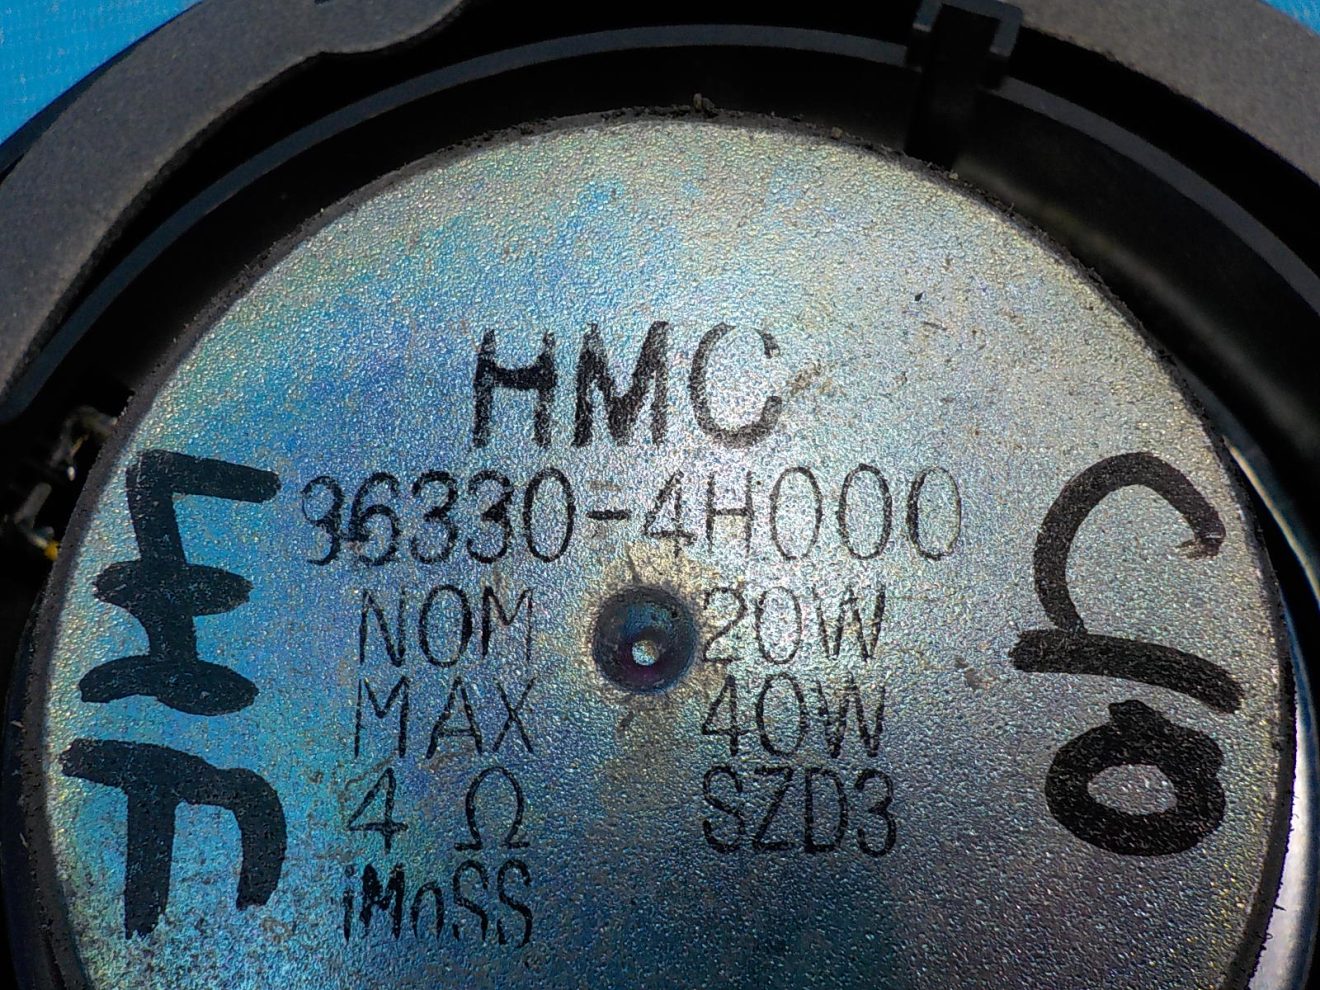 HMC
96330-4H000
NOM 20W
MAX 40W
4 Ω SZD3
iMoSS